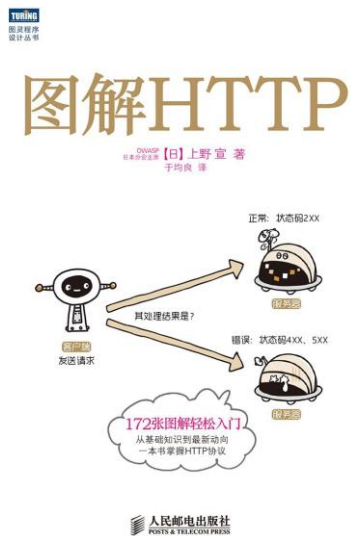 TURING
图灵程序
设计丛书
图解HTTP
OWASP
日本分会主席
【日】上野 宣 著
于均良 译
正常：状态码2XX
服务器
其处理结果是？
客户端
发送请求
错误：状态码4XX、5XX
服务器
172张图解轻松入门
从基础知识到最新动向
一本书掌握HTTP协议
人民邮电出版社
POSTS & TELECOM PRESS